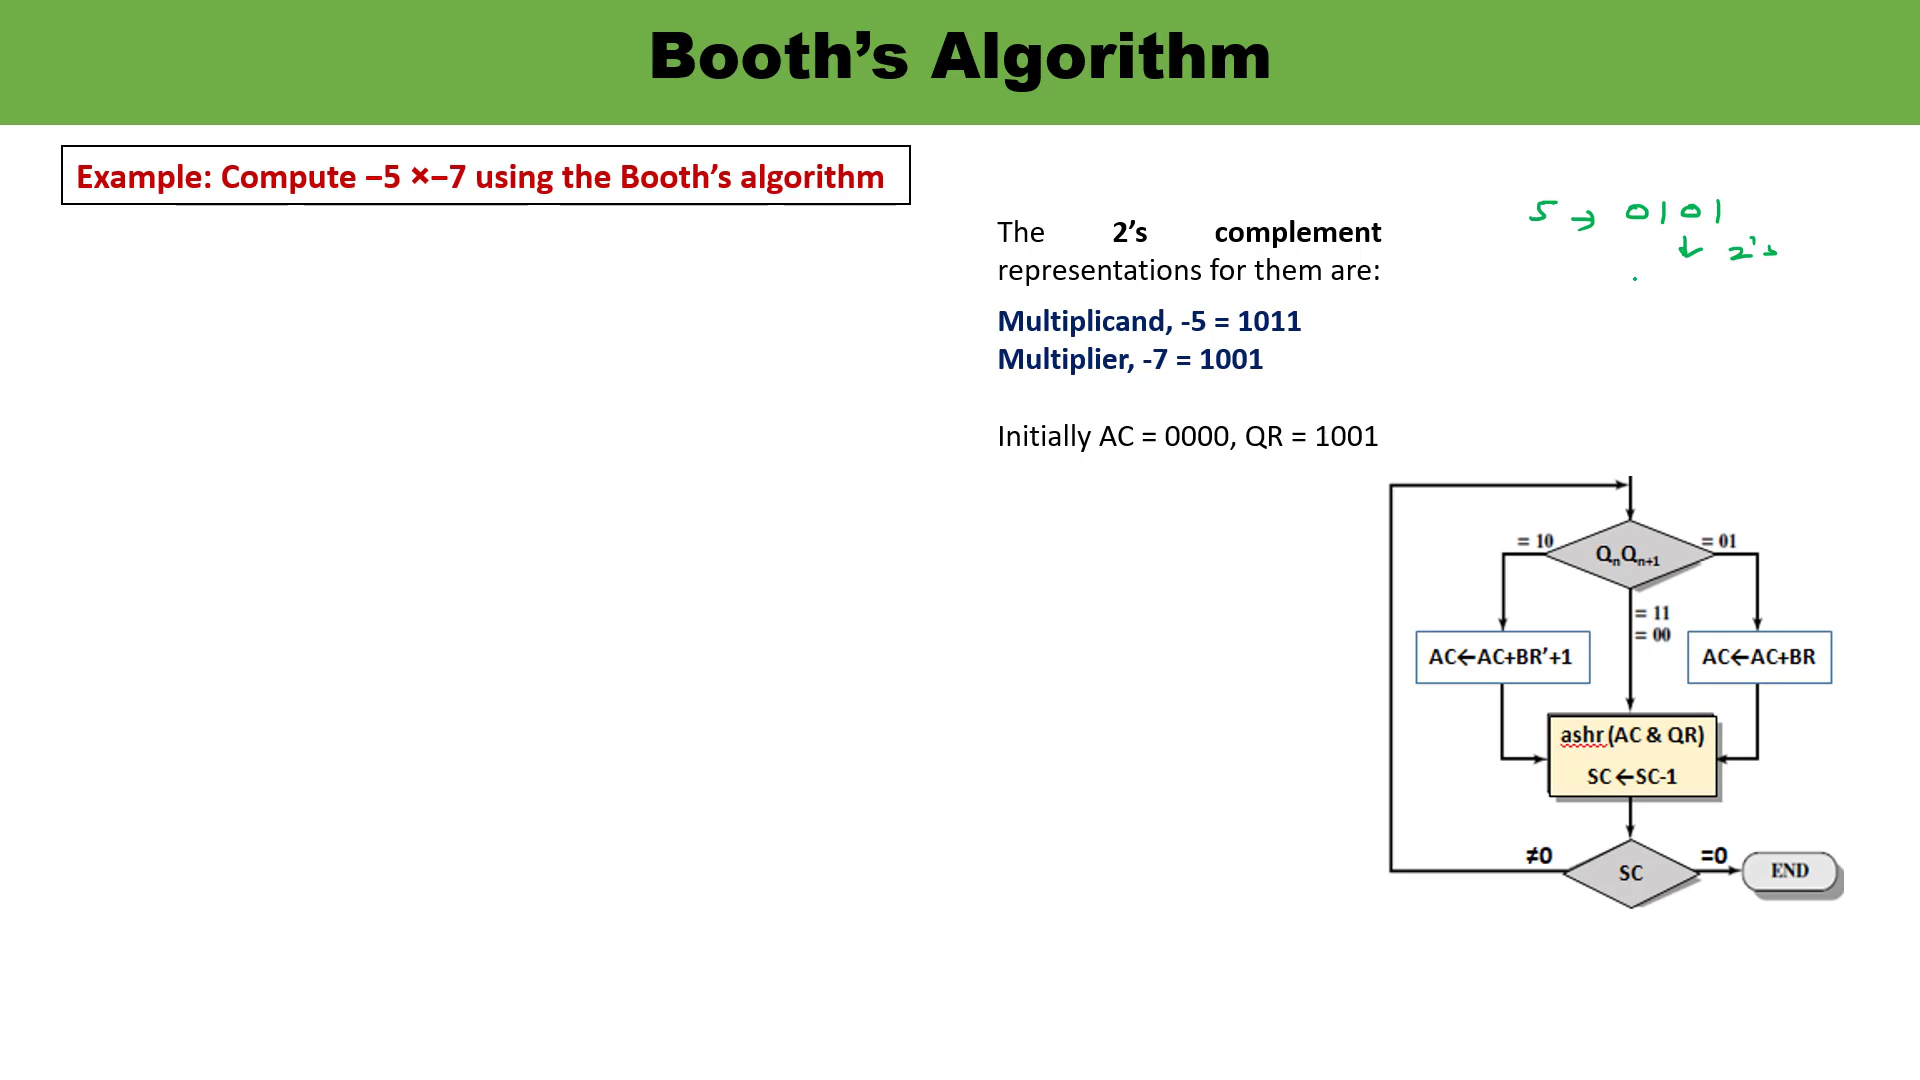 Booth’s Algorithm
Example: Compute –5 ×–7 using the Booth’s algorithm
The 2’s complement
representations for them are:
Multiplicand, -5 = 1011
Multiplier, -7 = 1001
Initially AC = 0000, QR = 1001
5 → 0101
↓ 2's
= 10
QnQn+1
= 01
= 11
= 00
AC←AC+BR’+1
AC←AC+BR
ashr (AC & QR)
SC←SC-1
≠0
SC
=0
END